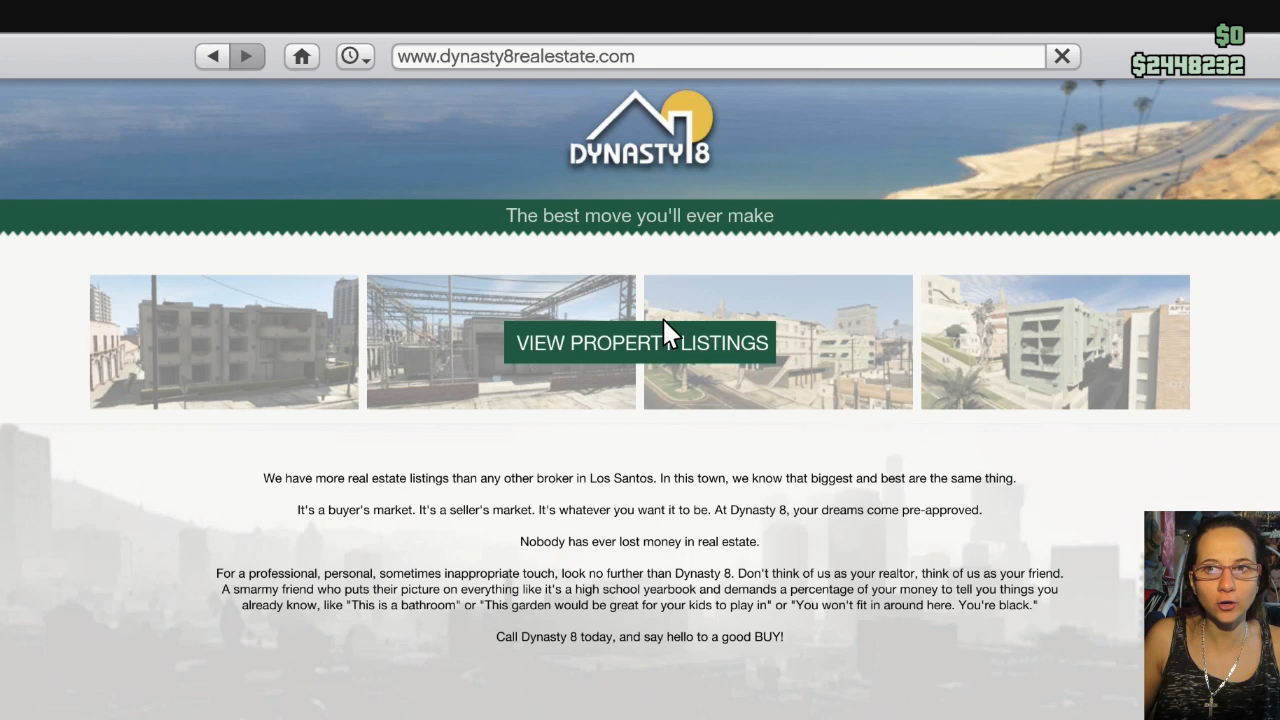 $0
www.dynasty8realestate.com
$2448232
DYNASTY 8
The best move you'll ever make
VIEW PROPERTY LISTINGS
We have more real estate listings than any other broker in Los Santos. In this town, we know that biggest and best are the same thing.
It's a buyer's market. It's a seller's market. It's whatever you want it to be. At Dynasty 8, your dreams come pre-approved.
Nobody has ever lost money in real estate.
For a professional, personal, sometimes inappropriate touch, look no further than Dynasty 8. Don't think of us as your realtor, think of us as your friend.
A smarmy friend who puts their picture on everything like it's a high school yearbook and demands a percentage of your money to tell you things you
already know, like "This is a bathroom" or "This garden would be great for your kids to play in" or "You won't fit in around here. You're black."
Call Dynasty 8 today, and say hello to a good BUY!